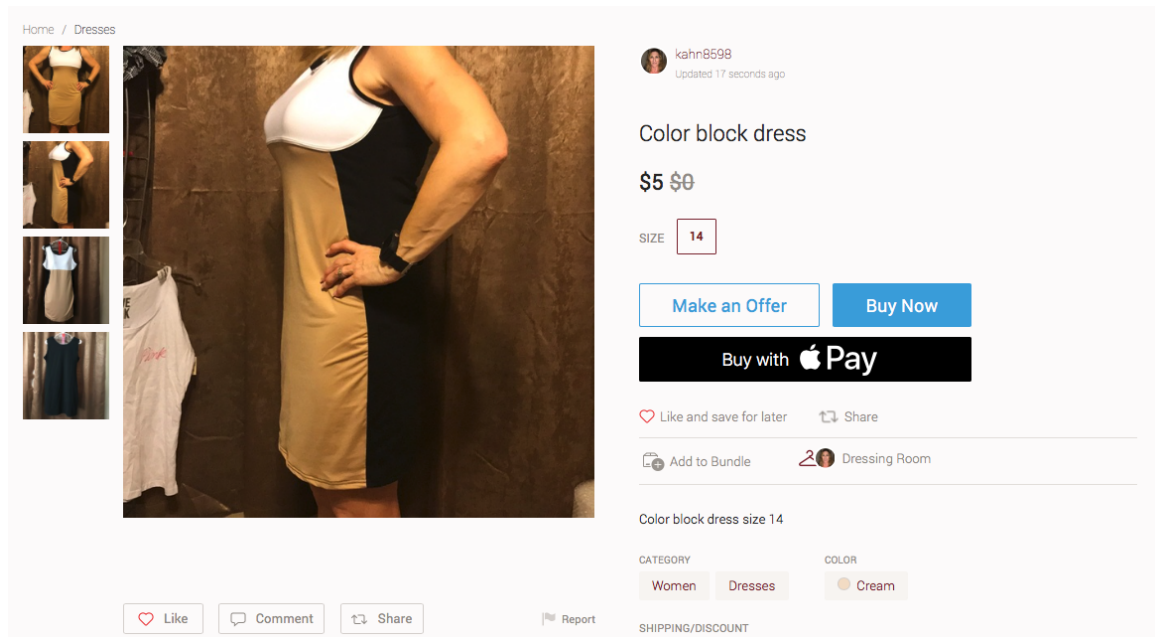 Home / Dresses
kahn8598
Updated 17 seconds ago
Color block dress
$5 $0
SIZE 14
Make an Offer Buy Now
Buy with Pay
Like and save for later Share
Add to Bundle Dressing Room
Color block dress size 14
CATEGORY COLOR
Women Dresses Cream
Like Comment Share Report
SHIPPING/DISCOUNT
Pink